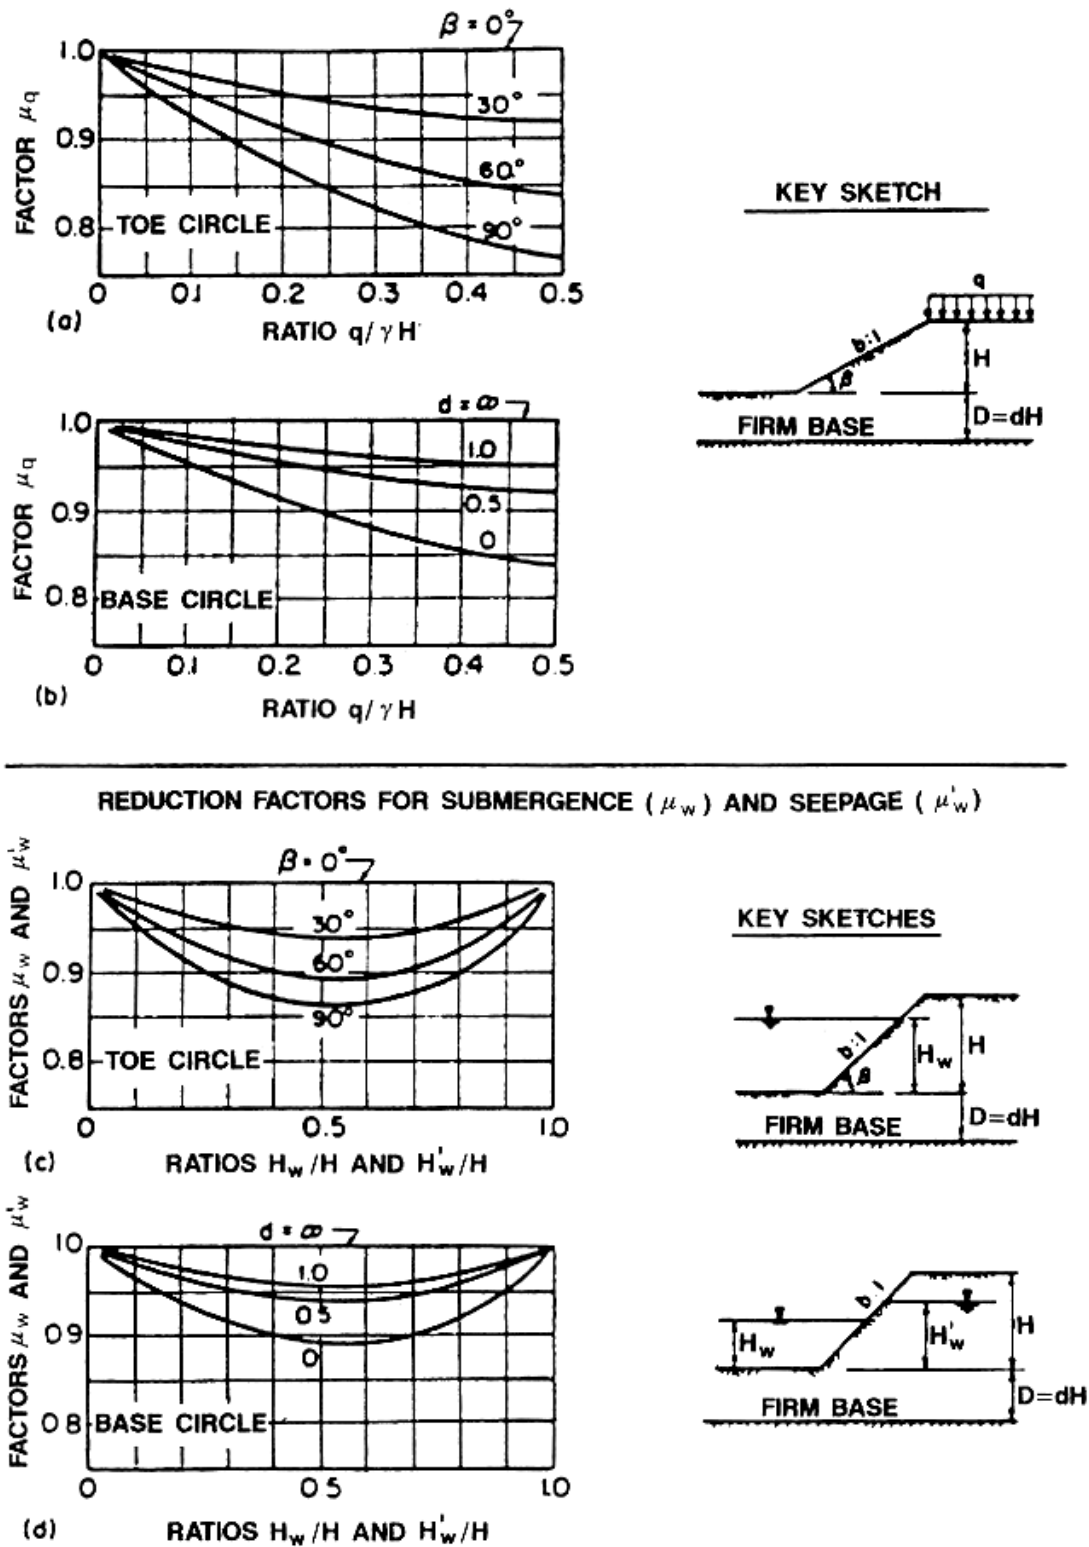 β = 0°
1.0
0.9
0.8
FACTOR μq
30°
60°
90°
TOE CIRCLE
0 0.1 0.2 0.3 0.4 0.5
(a)
RATIO q/γH
KEY SKETCH
q
b:1
β
H
D=dH
FIRM BASE
d = ∞
1.0
0.9
0.8
FACTOR μq
1.0
0.5
0
BASE CIRCLE
0 0.1 0.2 0.3 0.4 0.5
(b)
RATIO q/γH
REDUCTION FACTORS FOR SUBMERGENCE (μw) AND SEEPAGE (μ'w)
β = 0°
1.0
0.9
0.8
FACTORS μw AND μ'w
30°
60°
90°
TOE CIRCLE
0 0.5 1.0
(c)
RATIOS Hw/H AND H'w/H
KEY SKETCHES
b:1
β
Hw
H
D=dH
FIRM BASE
d = ∞
1.0
0.9
0.8
FACTORS μw AND μ'w
1.0
0.5
0
BASE CIRCLE
0 0.5 1.0
(d)
RATIOS Hw/H AND H'w/H
b:1
Hw
H'w
H
D=dH
FIRM BASE